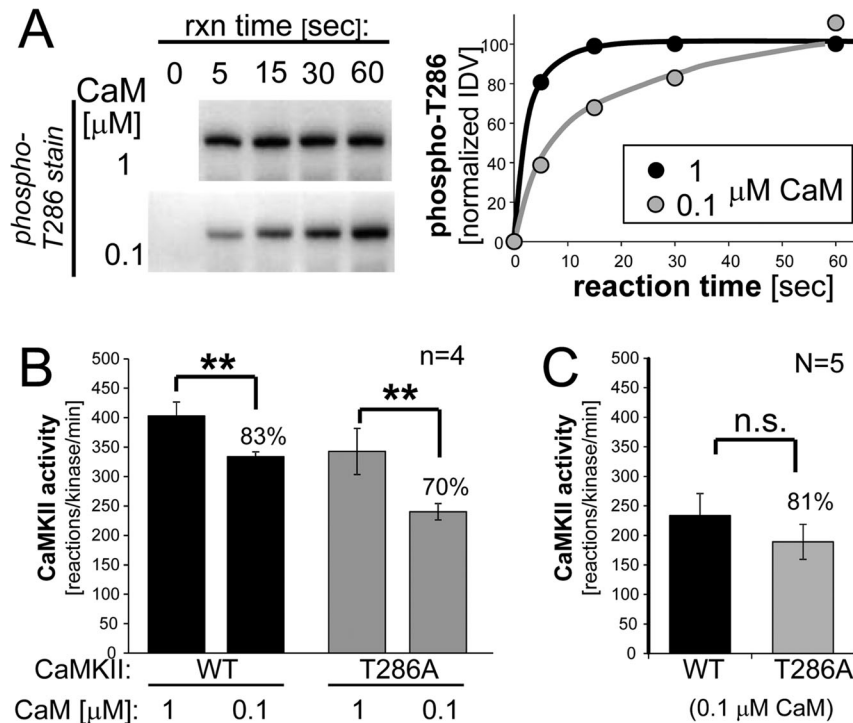 A
rxn time [sec]:
0 5 15 30 60
CaM
[μM]
phospho-
T286 stain
1
0.1
phospho-T286
[normalized IDV]
100
80
60
40
20
0
0 10 20 30 40 50 60
reaction time [sec]
1
0.1
μM CaM
B
n=4
CaMKII activity
[reactions/kinase/min]
500
450
400
350
300
250
200
150
100
50
0
**
83%
**
70%
CaMKII: WT T286A
CaM [μM]: 1 0.1 1 0.1
C
N=5
CaMKII activity
[reactions/kinase/min]
500
450
400
350
300
250
200
150
100
50
0
n.s.
81%
WT T286A
(0.1 μM CaM)